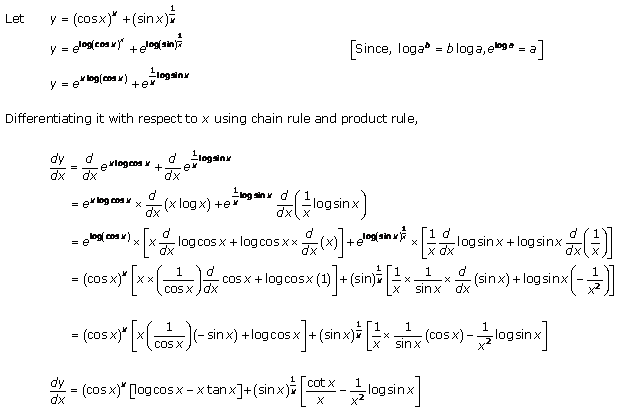 Let y = (cos x)^x + (sin x)^(1/x)
y = e^(log(cos x)^x) + e^(log(sin)^(1/x)) [Since, log a^b = b log a, e^(log a) = a]
y = e^(x log(cos x)) + e^(1/x log sin x)
Differentiating it with respect to x using chain rule and product rule,
dy/dx = d/dx e^(x log cos x) + d/dx e^(1/x log sin x)
= e^(x log cos x) × d/dx (x log x) + e^(1/x log sin x) d/dx (1/x log sin x)
= e^(log(cos x)) × [x d/dx log cos x + log cos x × d/dx (x)] + e^(log(sin x)^(1/x)) × [1/x d/dx log sin x + log sin x d/dx (1/x)]
= (cos x)^x [x × (1/cos x) d/dx cos x + log cos x (1)] + (sin)^(1/x) [1/x × 1/sin x × d/dx (sin x) + log sin x (-1/x²)]
= (cos x)^x [x (1/cos x)(-sin x) + log cos x] + (sin x)^(1/x) [1/x × 1/sin x (cos x) - 1/x² log sin x]
dy/dx = (cos x)^x [log cos x - x tan x] + (sin x)^(1/x) [cot x/x - 1/x² log sin x]